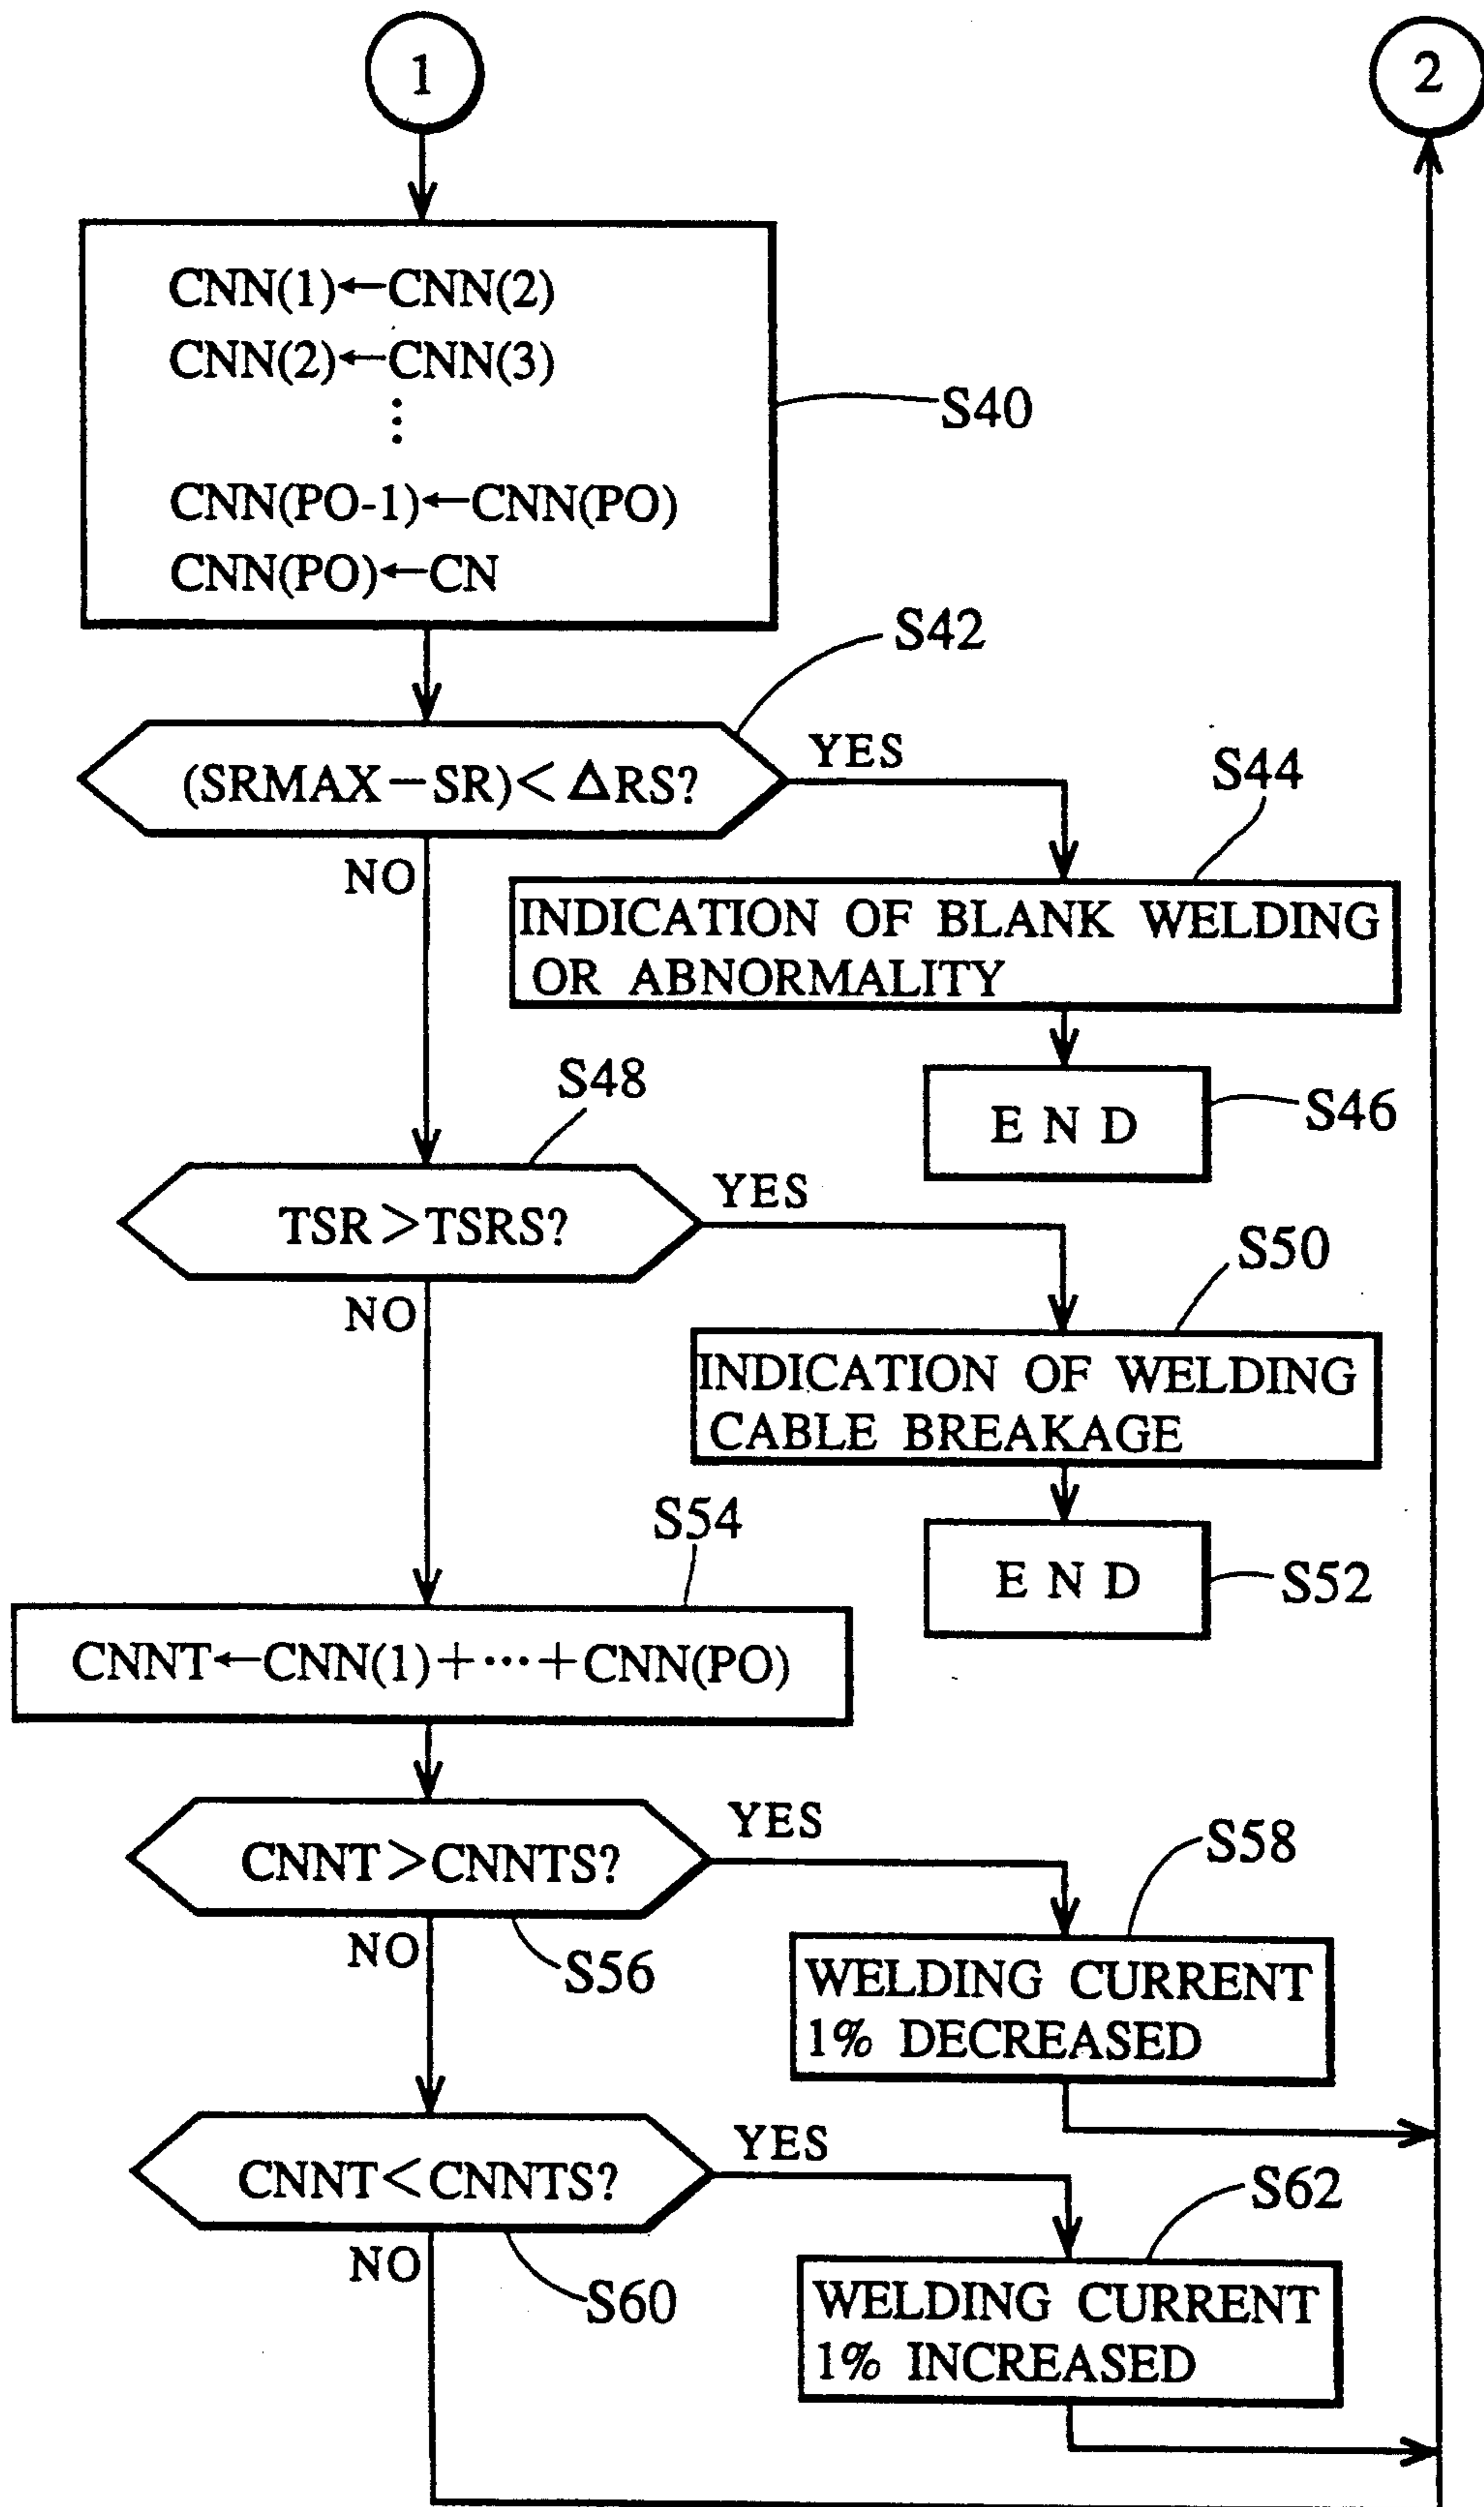 1
2
CNN(1)←CNN(2)
CNN(2)←CNN(3)
⋮
CNN(PO-1)←CNN(PO)
CNN(PO)←CN
S40
S42
(SRMAX－SR)＜△RS?
YES
NO
S44
INDICATION OF BLANK WELDING
OR ABNORMALITY
END
S46
S48
TSR＞TSRS?
YES
NO
S50
INDICATION OF WELDING
CABLE BREAKAGE
END
S52
S54
CNNT←CNN(1)＋⋯＋CNN(PO)
CNNT＞CNNTS?
YES
NO
S56
S58
WELDING CURRENT
1% DECREASED
CNNT＜CNNTS?
YES
NO
S60
S62
WELDING CURRENT
1% INCREASED